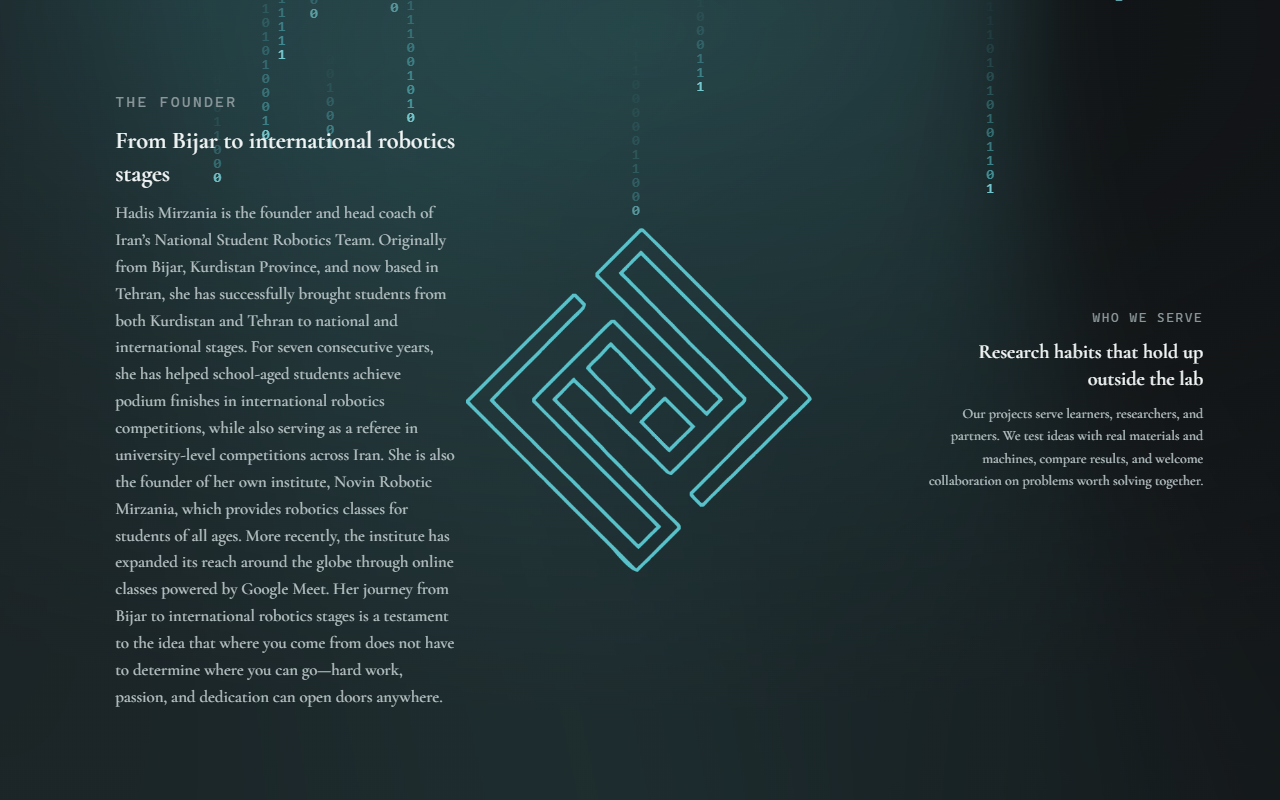 THE FOUNDER
From Bijar to international robotics
stages
Hadis Mirzania is the founder and head coach of
Iran’s National Student Robotics Team. Originally
from Bijar, Kurdistan Province, and now based in
Tehran, she has successfully brought students from
both Kurdistan and Tehran to national and
international stages. For seven consecutive years,
she has helped school-aged students achieve
podium finishes in international robotics
competitions, while also serving as a referee in
university-level competitions across Iran. She is also
the founder of her own institute, Novin Robotic
Mirzania, which provides robotics classes for
students of all ages. More recently, the institute has
expanded its reach around the globe through online
classes powered by Google Meet. Her journey from
Bijar to international robotics stages is a testament
to the idea that where you come from does not have
to determine where you can go—hard work,
passion, and dedication can open doors anywhere.
WHO WE SERVE
Research habits that hold up
outside the lab
Our projects serve learners, researchers, and
partners. We test ideas with real materials and
machines, compare results, and welcome
collaboration on problems worth solving together.